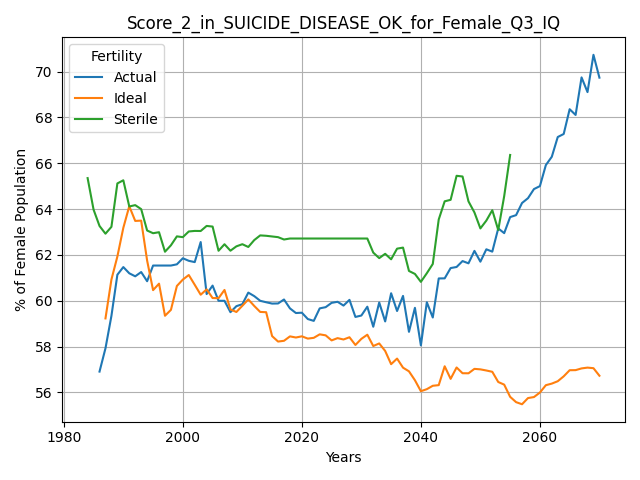 Score_2_in_SUICIDE_DISEASE_OK_for_Female_Q3_IQ
Fertility
Actual
Ideal
Sterile
% of Female Population
70
68
66
64
62
60
58
56
1980
2000
2020
2040
2060
Years